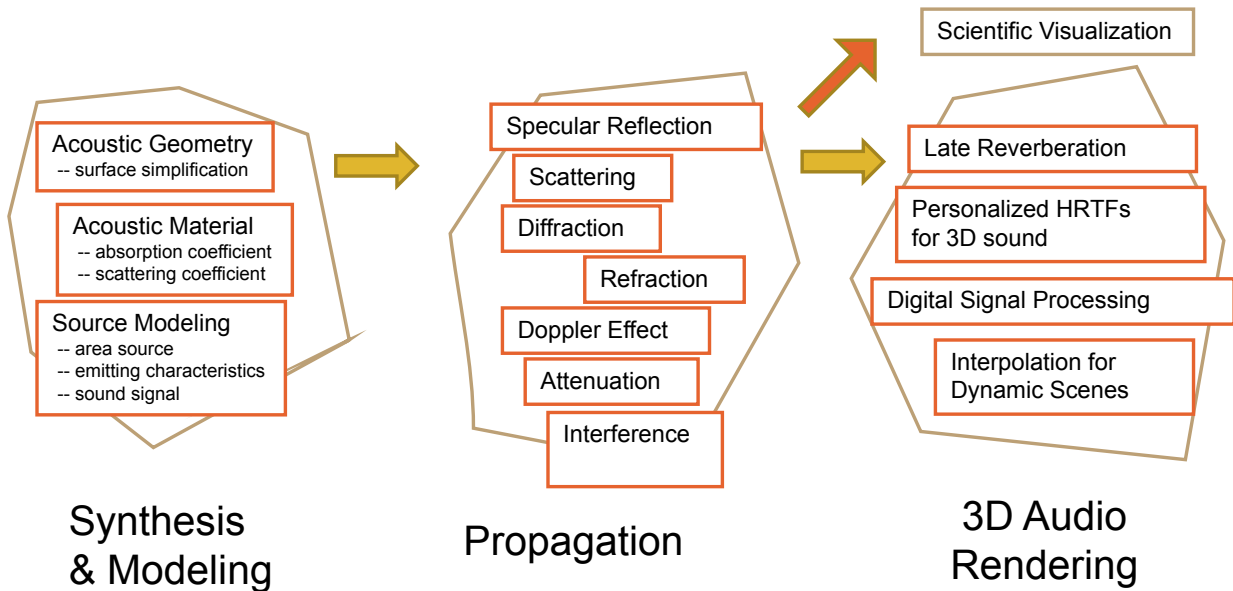 Acoustic Geometry
-- surface simplification
Acoustic Material
-- absorption coefficient
-- scattering coefficient
Source Modeling
-- area source
-- emitting characteristics
-- sound signal
Synthesis
& Modeling
Specular Reflection
Scattering
Diffraction
Refraction
Doppler Effect
Attenuation
Interference
Propagation
Scientific Visualization
Late Reverberation
Personalized HRTFs
for 3D sound
Digital Signal Processing
Interpolation for
Dynamic Scenes
3D Audio
Rendering